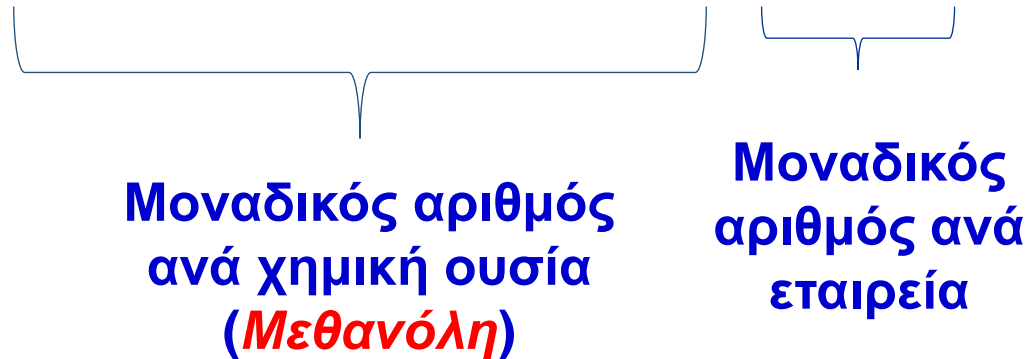 Μοναδικός αριθμός
ανά χημική ουσία
(Μεθανόλη)
Μοναδικός
αριθμός ανά
εταιρεία